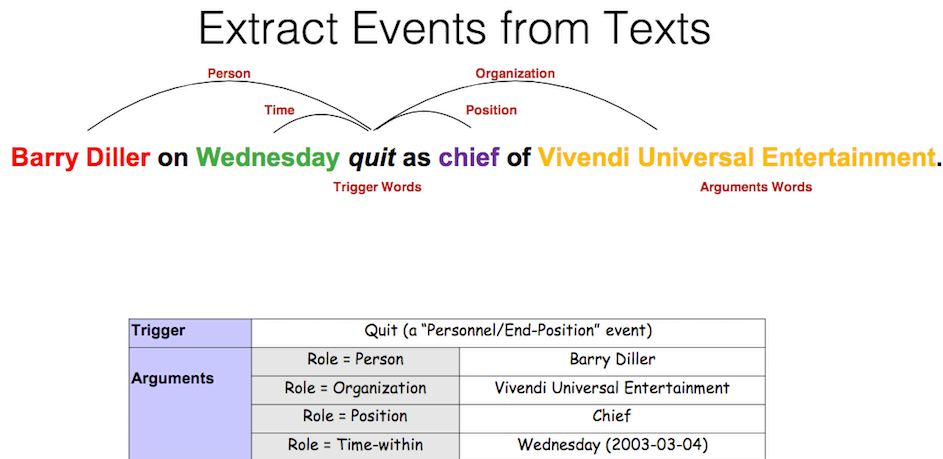 Extract Events from Texts
Person
Organization
Time
Position
Barry Diller on Wednesday quit as chief of Vivendi Universal Entertainment.
Trigger Words
Arguments Words
Trigger
Quit (a “Personnel/End-Position” event)
Arguments
Role = Person
Barry Diller
Role = Organization
Vivendi Universal Entertainment
Role = Position
Chief
Role = Time-within
Wednesday (2003-03-04)